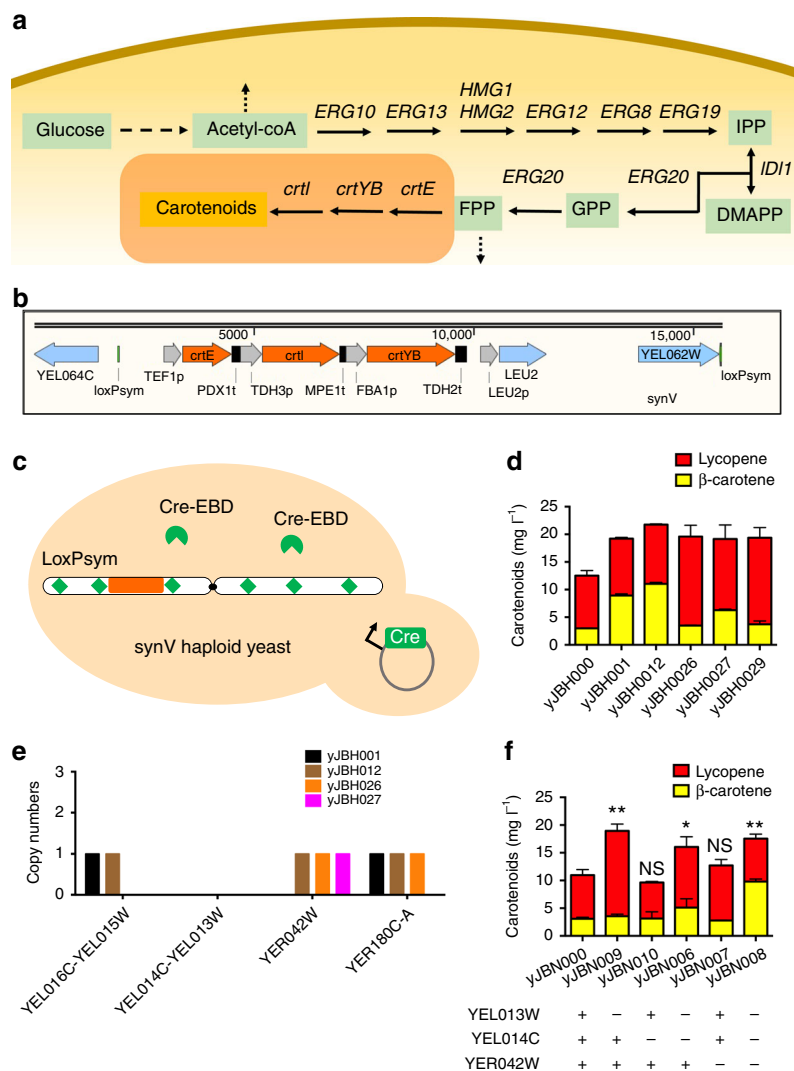 a
HMG1
ERG10 ERG13 HMG2 ERG12 ERG8 ERG19
Glucose Acetyl-coA IPP
IDI1
crtI crtYB crtE ERG20 ERG20
Carotenoids FPP GPP DMAPP
b
5000 10,000 15,000
crtE crtI crtYB YEL062W
YEL064C TEF1p LEU2 loxPsym
loxPsym PDX1t TDH3p MPE1t FBA1p TDH2t LEU2p synV
c
Cre-EBD Cre-EBD
LoxPsym
synV haploid yeast
Cre
d
Lycopene
β-carotene
Carotenoids (mg l⁻¹)
25
20
15
10
5
0
yJBH000 yJBH001 yJBH0012 yJBH0026 yJBH0027 yJBH0029
e
yJBH001
yJBH012
yJBH026
yJBH027
Copy numbers
3
2
1
0
YEL016C-YEL015W YEL014C-YEL013W YER042W YER180C-A
f
Lycopene
β-carotene
Carotenoids (mg l⁻¹)
25
20
15
10
5
0
** NS * NS **
yJBN000 yJBN009 yJBN010 yJBN006 yJBN007 yJBN008
YEL013W + – + – + –
YEL014C + + – – + –
YER042W + + + + – –